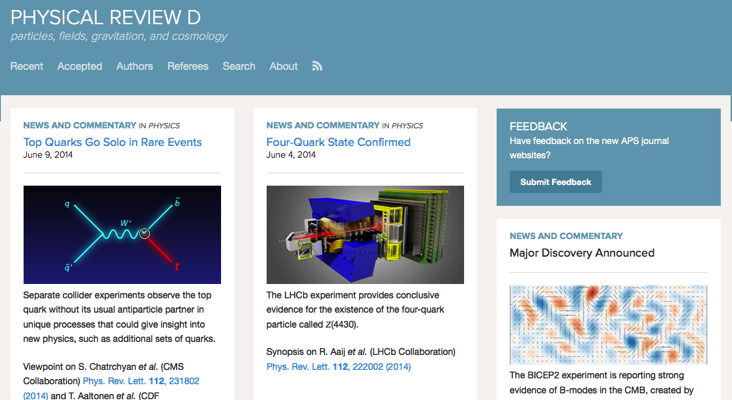 PHYSICAL REVIEW D
particles, fields, gravitation, and cosmology
Recent Accepted Authors Referees Search About
NEWS AND COMMENTARY IN PHYSICS
Top Quarks Go Solo in Rare Events
June 9, 2014
q
b̄
W⁺
q̄′
t
Separate collider experiments observe the top
quark without its usual antiparticle partner in
unique processes that could give insight into
new physics, such as additional sets of quarks.
Viewpoint on S. Chatrchyan et al. (CMS
Collaboration) Phys. Rev. Lett. 112, 231802
(2014) and T. Aaltonen et al. (CDF
NEWS AND COMMENTARY IN PHYSICS
Four-Quark State Confirmed
June 4, 2014
The LHCb experiment provides conclusive
evidence for the existence of the four-quark
particle called Z(4430).
Synopsis on R. Aaij et al. (LHCb Collaboration)
Phys. Rev. Lett. 112, 222002 (2014)
FEEDBACK
Have feedback on the new APS journal
websites?
Submit Feedback
NEWS AND COMMENTARY
Major Discovery Announced
The BICEP2 experiment is reporting strong
evidence of B-modes in the CMB, created by